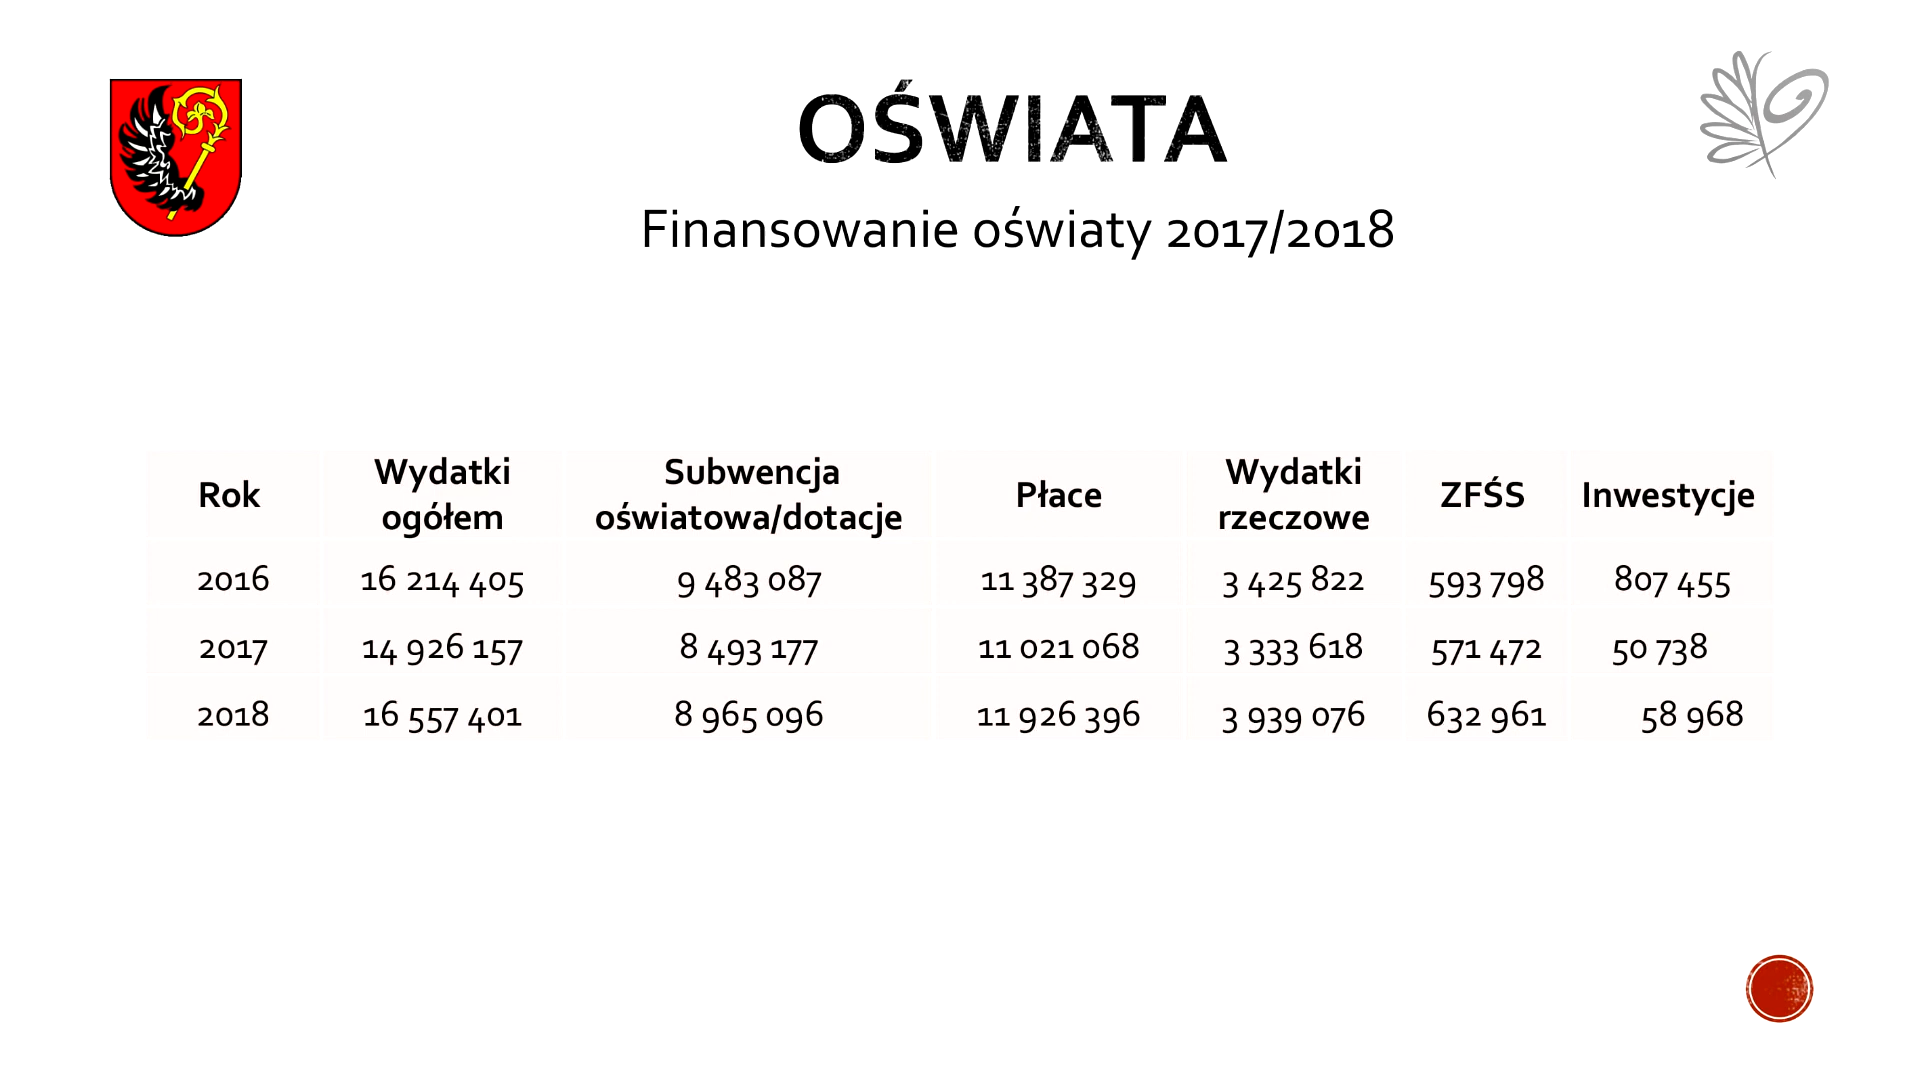 OŚWIATA
Finansowanie oświaty 2017/2018
Rok Wydatki ogółem Subwencja oświatowa/dotacje Płace Wydatki rzeczowe ZFŚS Inwestycje
2016 16 214 405 9 483 087 11 387 329 3 425 822 593 798 807 455
2017 14 926 157 8 493 177 11 021 068 3 333 618 571 472 50 738
2018 16 557 401 8 965 096 11 926 396 3 939 076 632 961 58 968